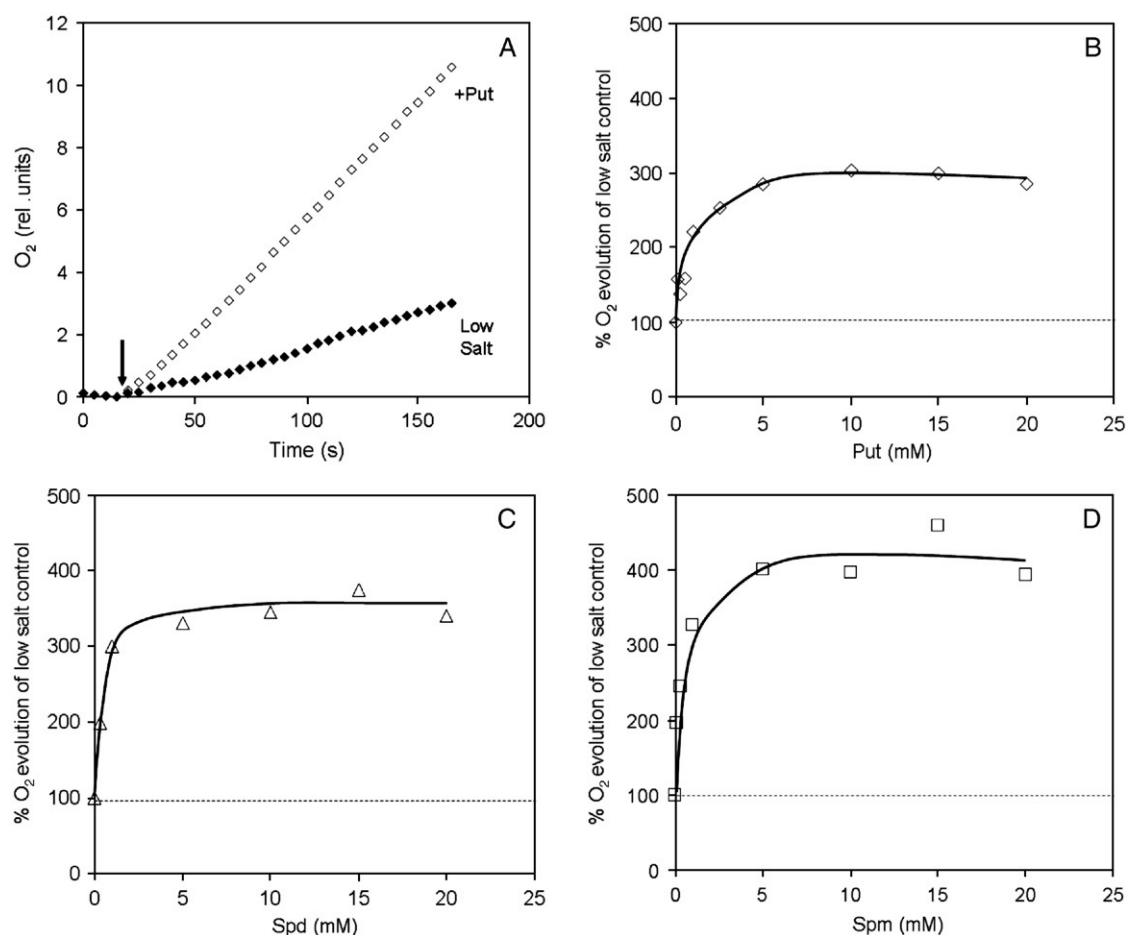 A
O2 (rel .units)
12
10
8
6
4
2
0
+Put
Low
Salt
0 50 100 150 200
Time (s)
B
% O2 evolution of low salt control
500
400
300
200
100
0
0 5 10 15 20 25
Put (mM)
C
% O2 evolution of low salt control
500
400
300
200
100
0
0 5 10 15 20 25
Spd (mM)
D
% O2 evolution of low salt control
500
400
300
200
100
0
0 5 10 15 20 25
Spm (mM)